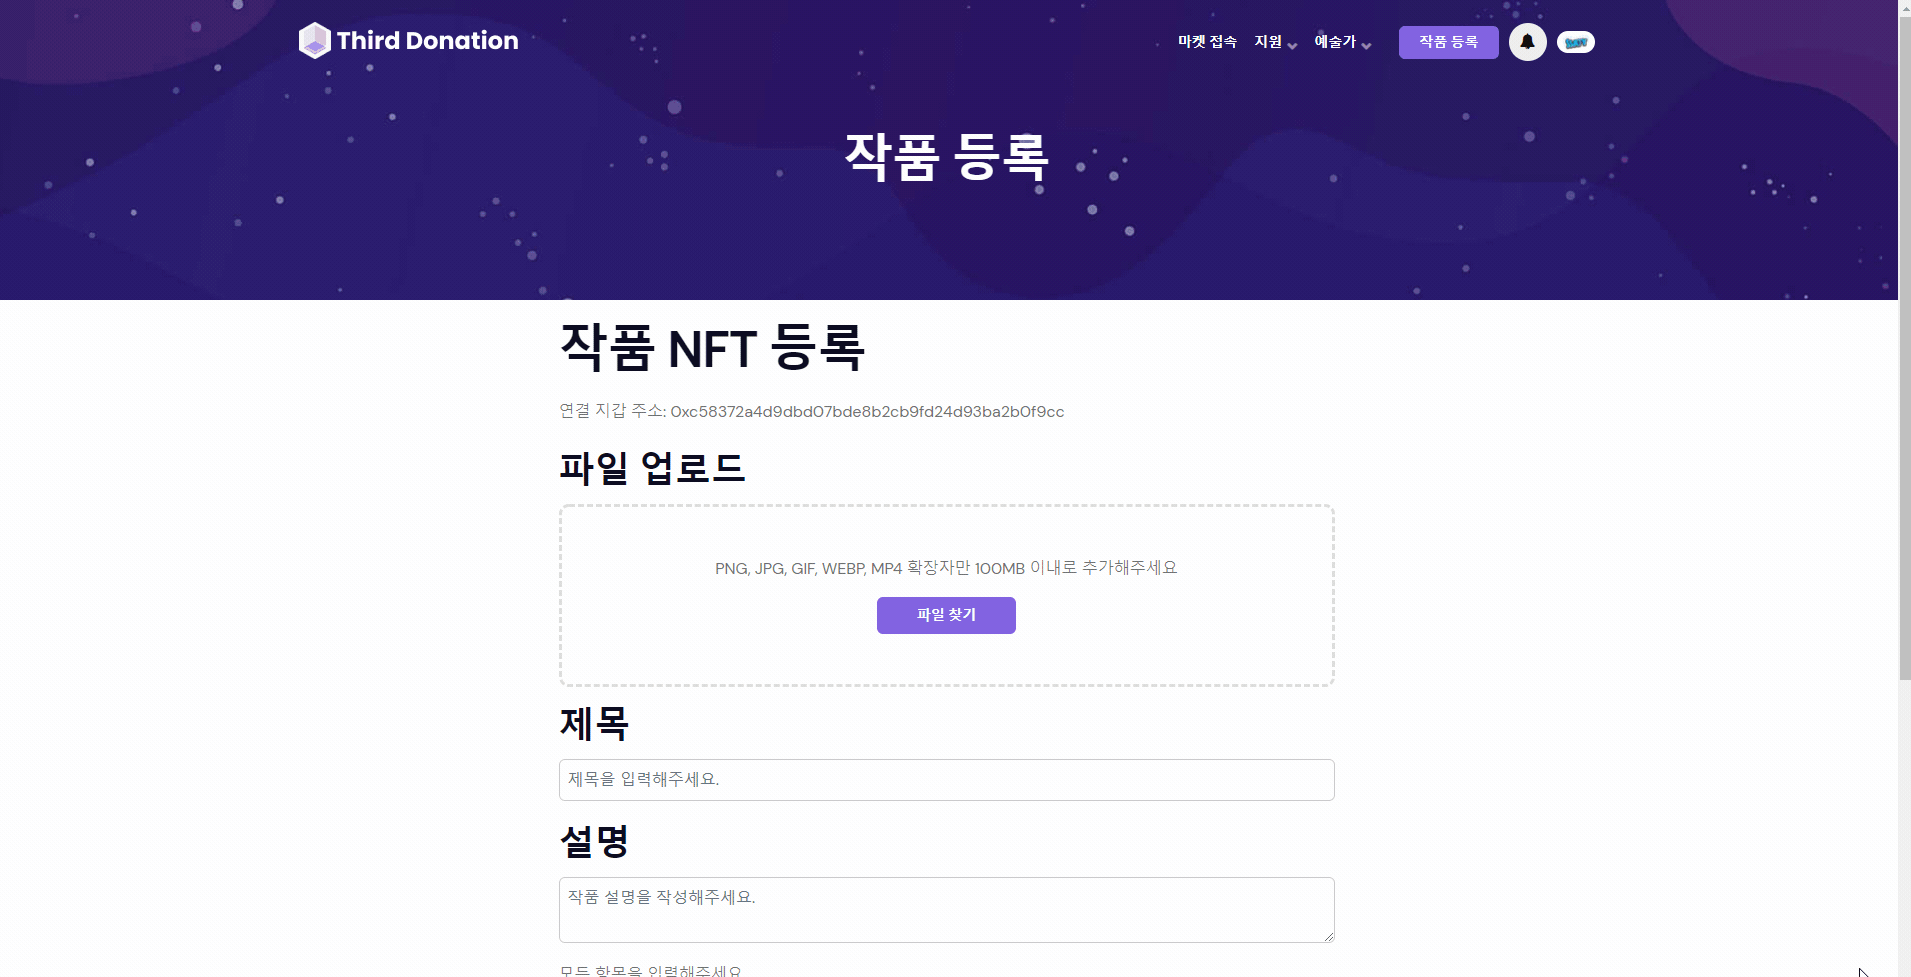 Third Donation
마켓 접속 지원 예술가 작품 등록
작품 등록
작품 NFT 등록
연결 지갑 주소: 0xc58372a4d9dbd07bde8b2cb9fd24d93ba2b0f9cc
파일 업로드
PNG, JPG, GIF, WEBP, MP4 확장자만 100MB 이내로 추가해주세요
파일 찾기
제목
제목을 입력해주세요.
설명
작품 설명을 작성해주세요.
모든 항목을 입력해주세요